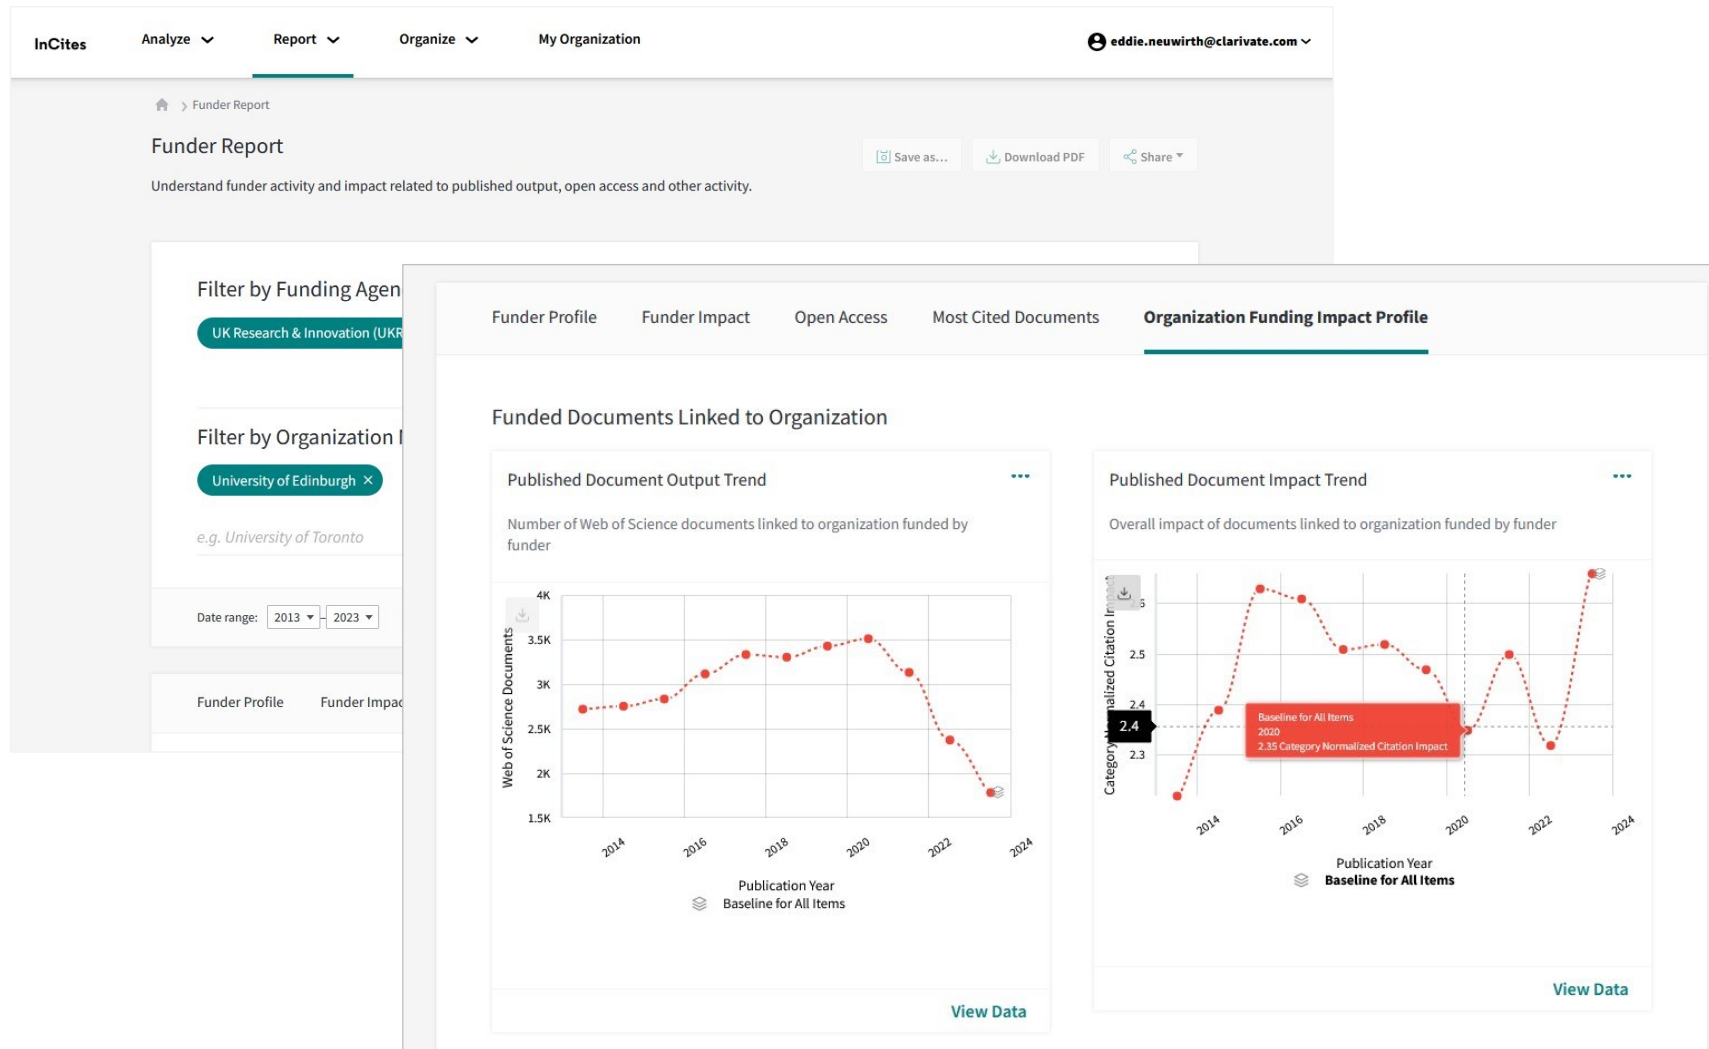 InCites
Analyze
Report
Organize
My Organization
eddie.neuwirth@clarivate.com
Funder Report
Funder Report
Save as...
Download PDF
Share
Understand funder activity and impact related to published output, open access and other activity.
Filter by Funding Agen
UK Research & Innovation (UKR
Filter by Organization
University of Edinburgh ×
e.g. University of Toronto
Date range: 2013 – 2023
Funder Profile
Funder Impac
Funder Profile
Funder Impact
Open Access
Most Cited Documents
Organization Funding Impact Profile
Funded Documents Linked to Organization
Published Document Output Trend
Number of Web of Science documents linked to organization funded by
funder
Web of Science Documents
4K
3.5K
3K
2.5K
2K
1.5K
2014
2016
2018
2020
2022
2024
Publication Year
Baseline for All Items
View Data
Published Document Impact Trend
Overall impact of documents linked to organization funded by funder
2.5
2.4
2.4
2.3
Baseline for All Items
2020
2.35 Category Normalized Citation Impact
2014
2016
2018
2020
2022
2024
Publication Year
Baseline for All Items
View Data